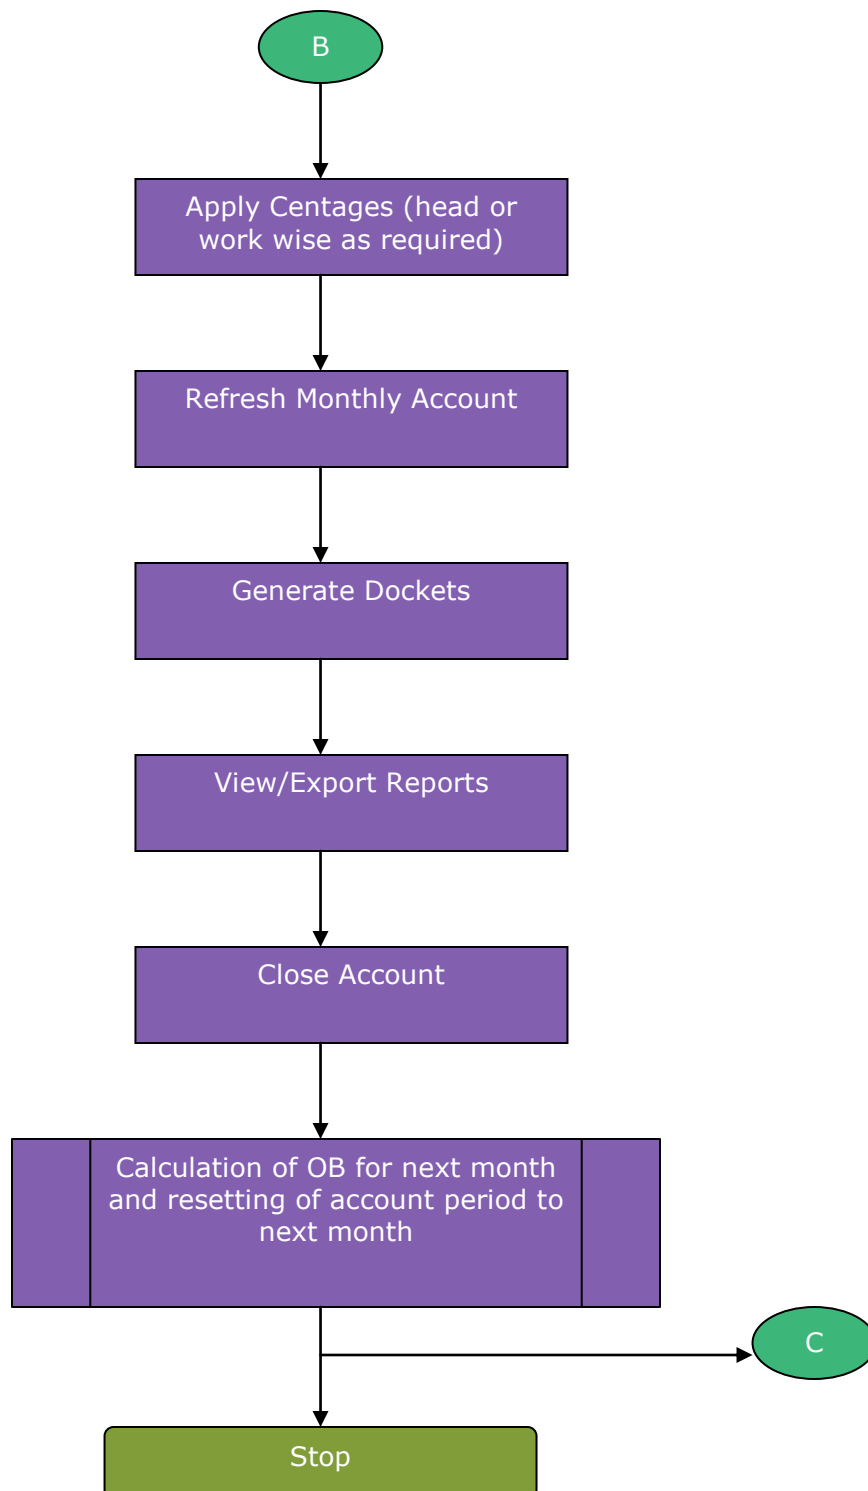 B
Apply Centages (head or
work wise as required)
Refresh Monthly Account
Generate Dockets
View/Export Reports
Close Account
Calculation of OB for next month
and resetting of account period to
next month
C
Stop